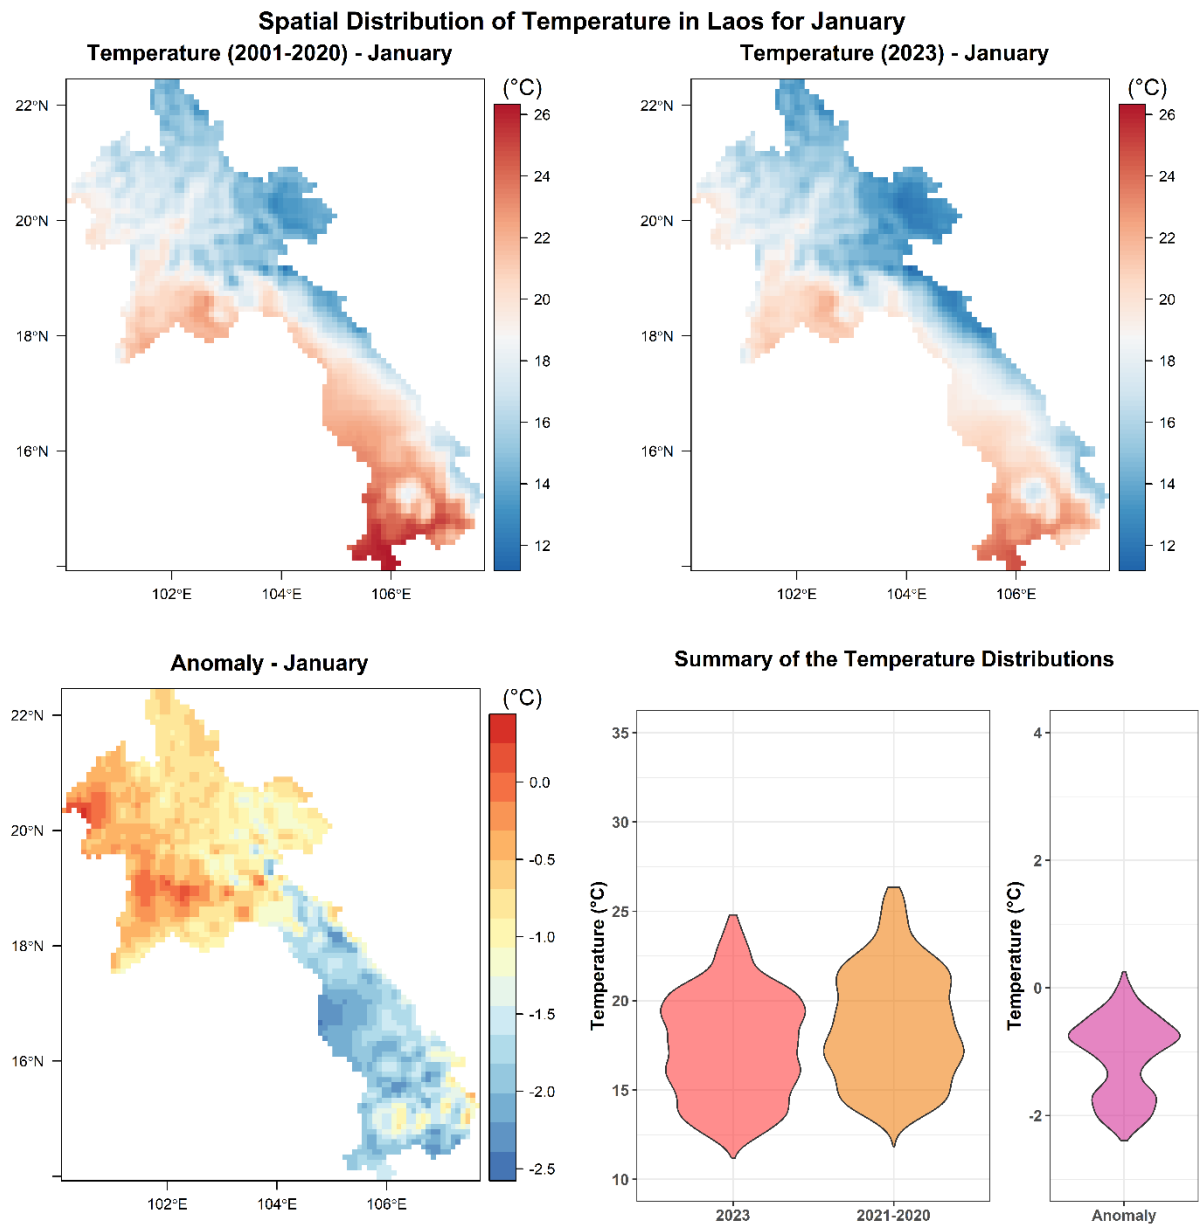 Spatial Distribution of Temperature in Laos for January
Temperature (2001-2020) - January
(°C)
22°N
20°N
18°N
16°N
102°E 104°E 106°E
26
24
22
20
18
16
14
12
Temperature (2023) - January
(°C)
22°N
20°N
18°N
16°N
102°E 104°E 106°E
26
24
22
20
18
16
14
12
Anomaly - January
(°C)
22°N
20°N
18°N
16°N
102°E 104°E 106°E
0.0
-0.5
-1.0
-1.5
-2.0
-2.5
Summary of the Temperature Distributions
Temperature (°C)
35
30
25
20
15
10
2023 2021-2020
Temperature (°C)
4
2
0
-2
Anomaly